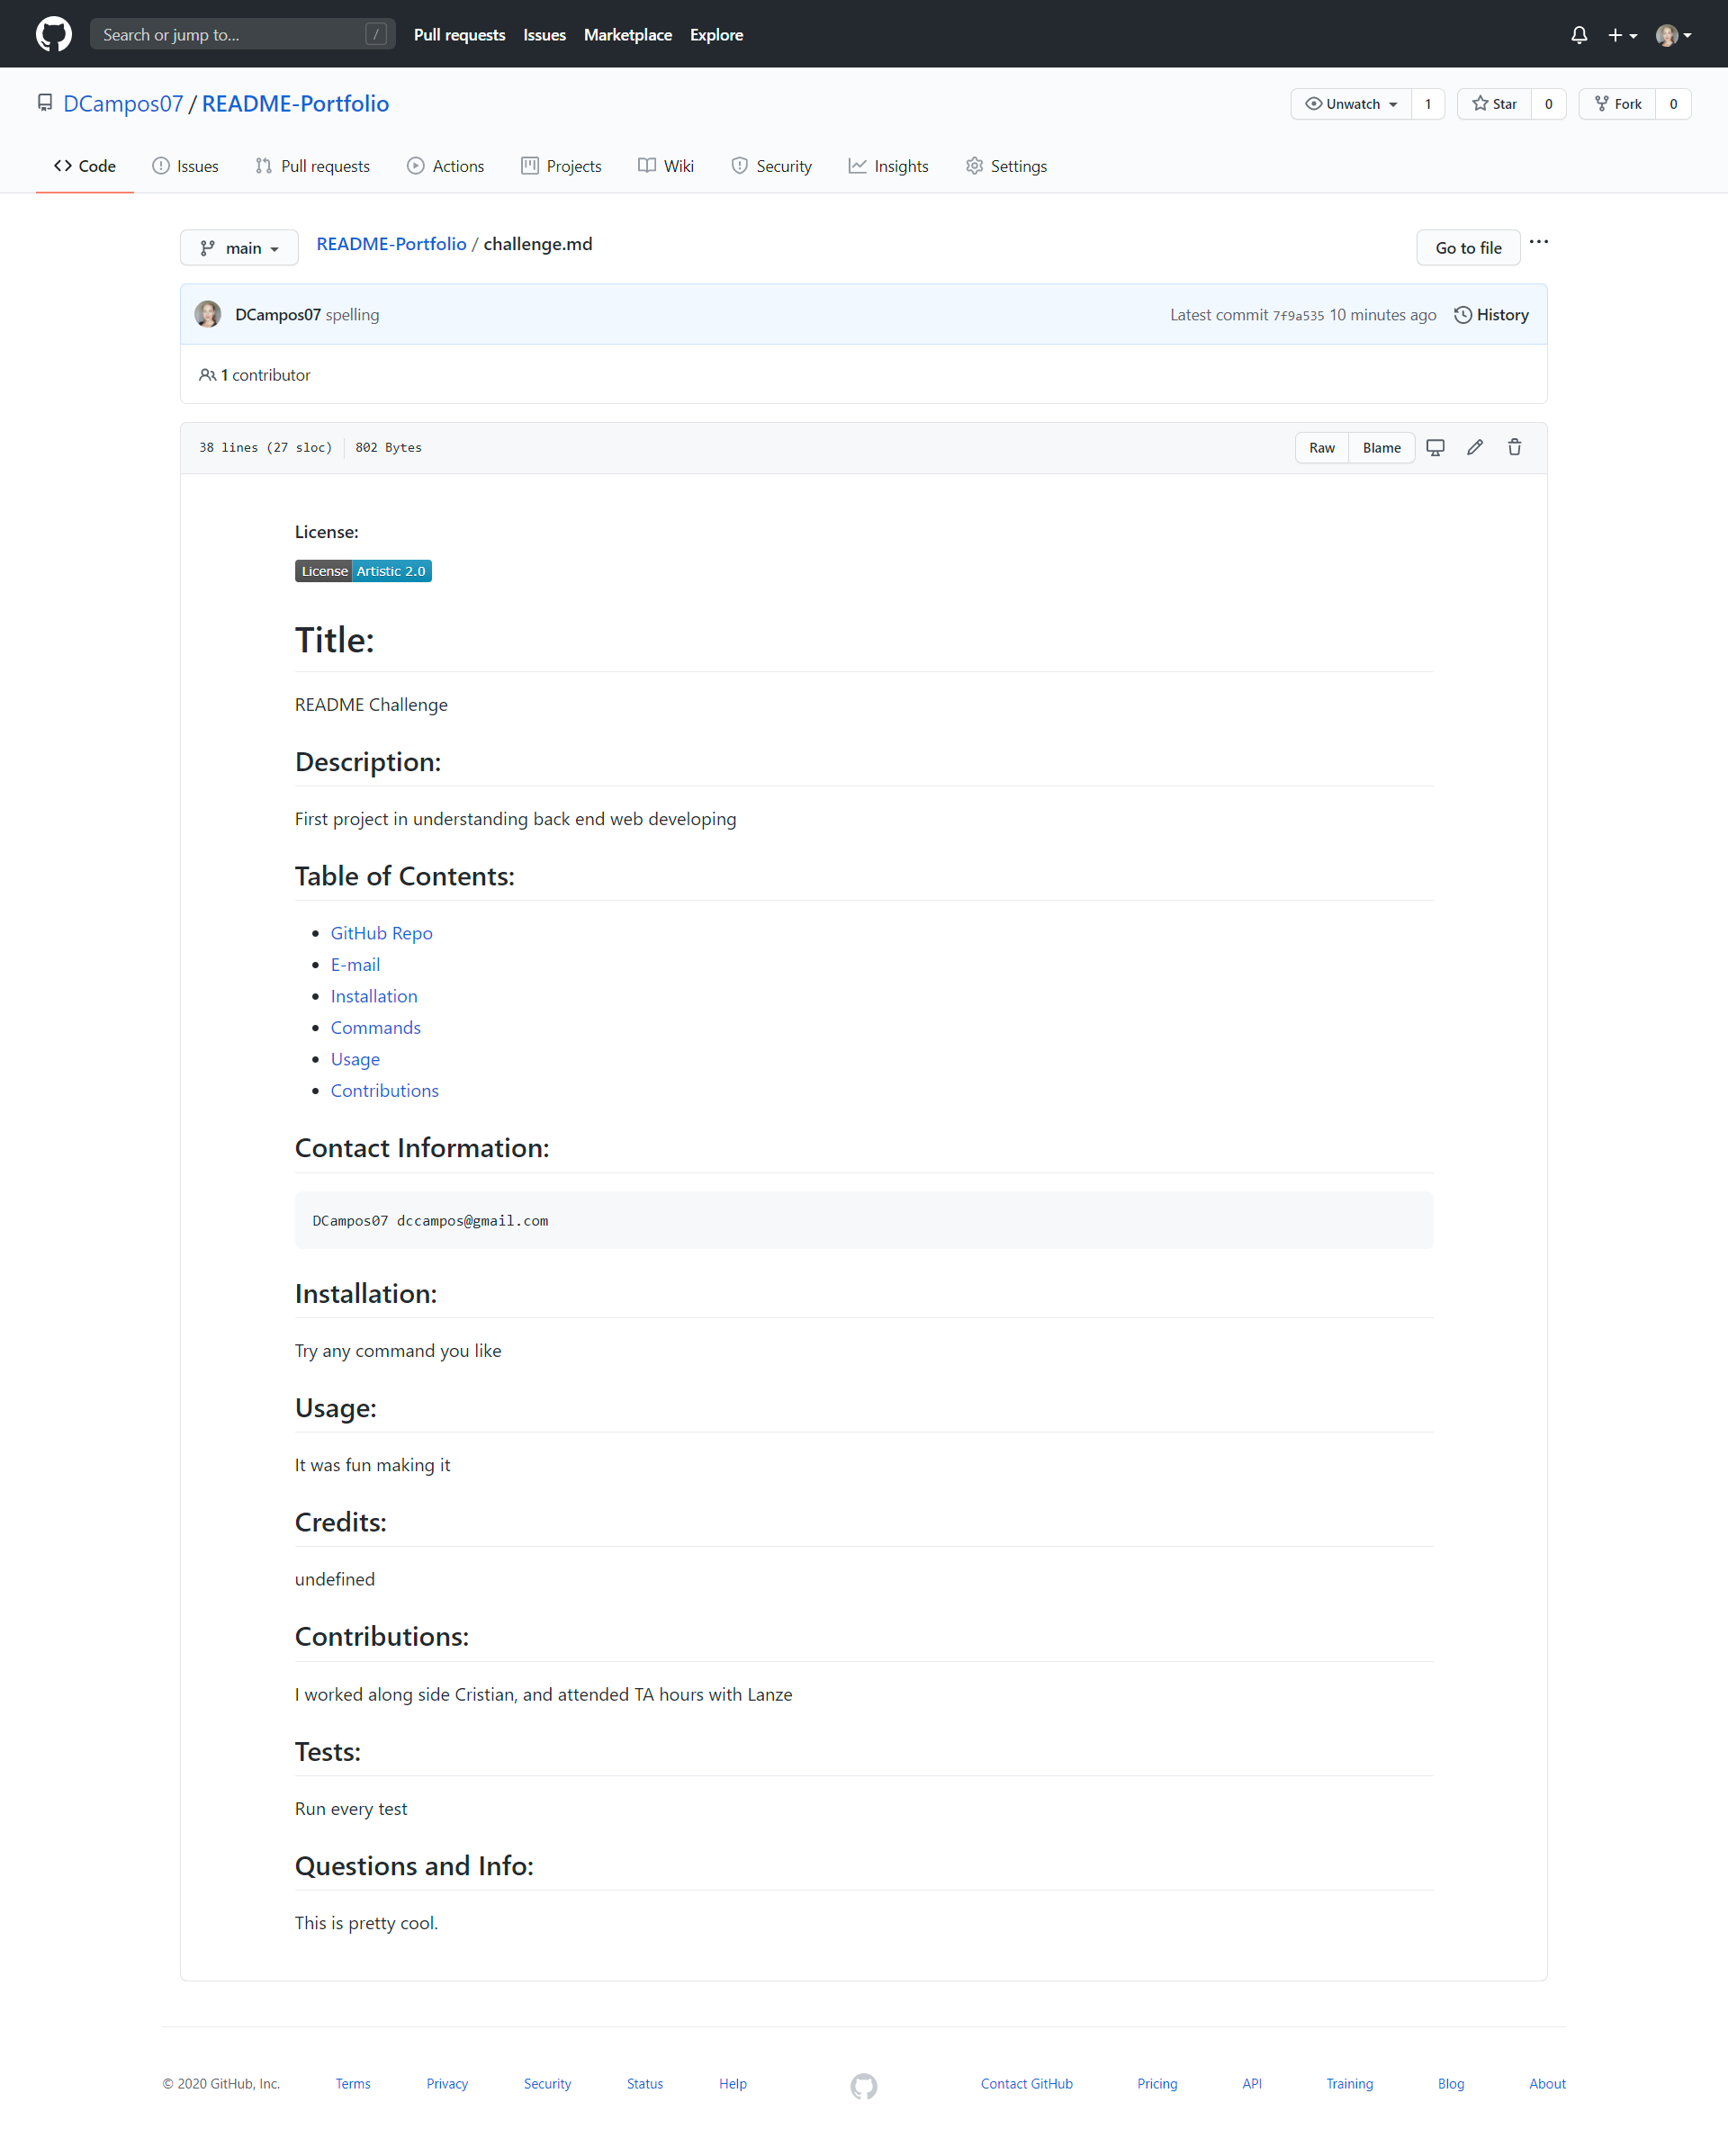 Search or jump to... /
Pull requests Issues Marketplace Explore
DCampos07 / README-Portfolio
Unwatch 1 Star 0 Fork 0
Code Issues Pull requests Actions Projects Wiki Security Insights Settings
main README-Portfolio / challenge.md Go to file ...
DCampos07 spelling Latest commit 7f9a535 10 minutes ago History
1 contributor
38 lines (27 sloc) 802 Bytes Raw Blame
License:
License Artistic 2.0
Title:
README Challenge
Description:
First project in understanding back end web developing
Table of Contents:
• GitHub Repo
• E-mail
• Installation
• Commands
• Usage
• Contributions
Contact Information:
DCampos07 dccampos@gmail.com
Installation:
Try any command you like
Usage:
It was fun making it
Credits:
undefined
Contributions:
I worked along side Cristian, and attended TA hours with Lanze
Tests:
Run every test
Questions and Info:
This is pretty cool.
© 2020 GitHub, Inc. Terms Privacy Security Status Help Contact GitHub Pricing API Training Blog About